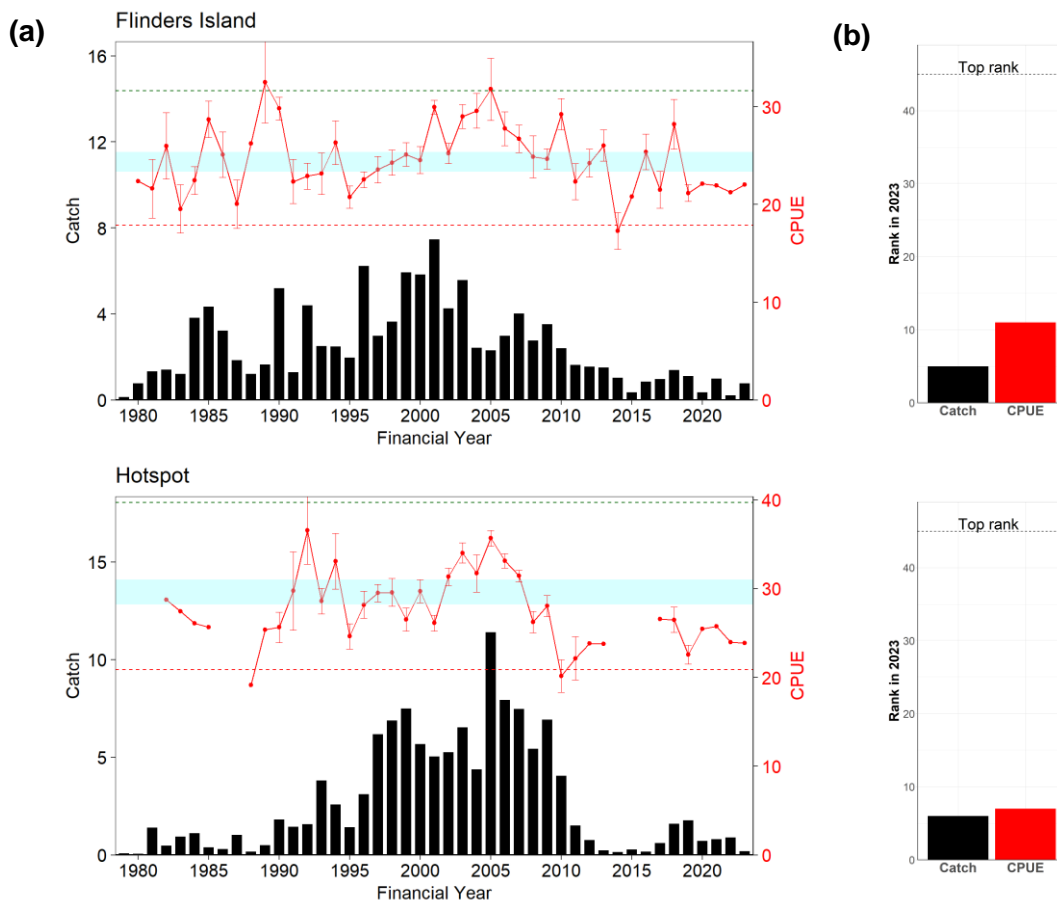 (a)
Flinders Island
16
12
8
4
0
Catch
30
20
10
0
CPUE
1980 1985 1990 1995 2000 2005 2010 2015 2020
Financial Year
(b)
Top rank
40
30
20
10
0
Rank in 2023
Catch CPUE
Hotspot
15
10
5
0
Catch
40
30
20
10
0
CPUE
1980 1985 1990 1995 2000 2005 2010 2015 2020
Financial Year
Top rank
40
30
20
10
0
Rank in 2023
Catch CPUE